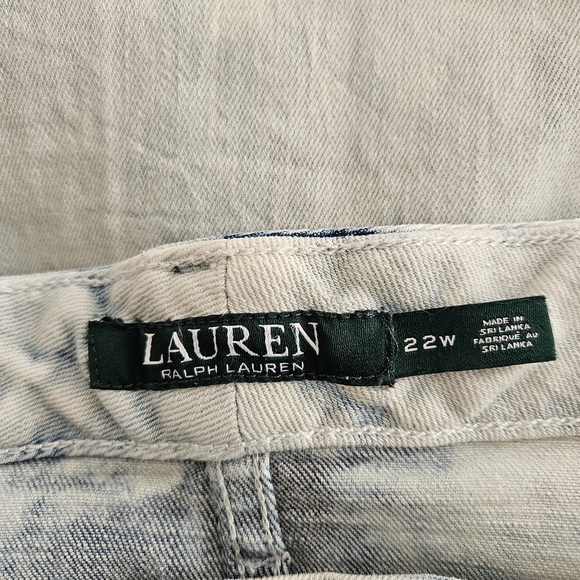 LAUREN
RALPH LAUREN
22W
MADE IN
SRI LANKA
FABRIQUÉ AU
SRI LANKA